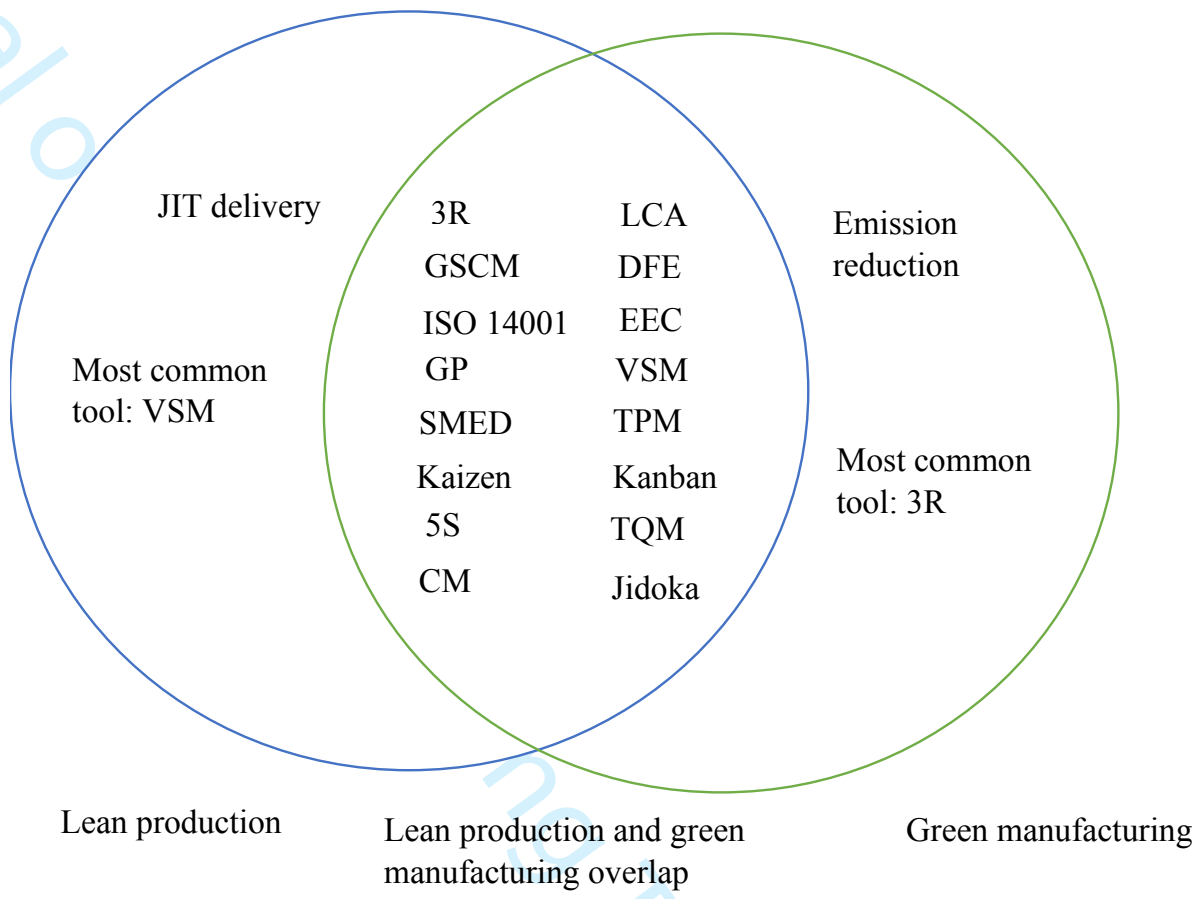 al o
JIT delivery
3R
LCA
Emission
reduction
GSCM
DFE
ISO 14001
EEC
Most common
tool: VSM
GP
VSM
SMED
TPM
Most common
tool: 3R
Kaizen
Kanban
5S
TQM
CM
Jidoka
ng
Lean production
Lean production and green
manufacturing overlap
Green manufacturing